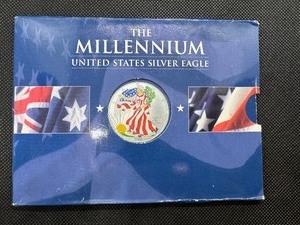 THE
MILLENNIUM
UNITED STATES SILVER EAGLE